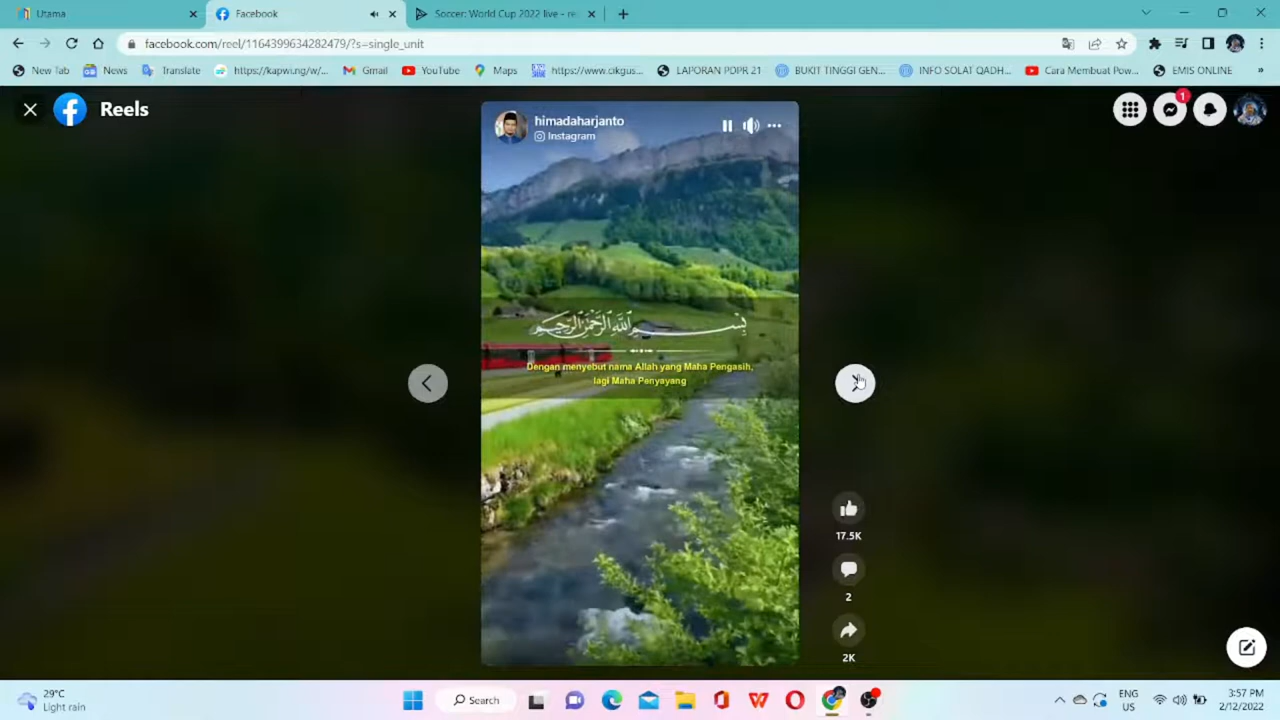 Utama
Facebook
Soccer: World Cup 2022 live - re
facebook.com/reel/1164399634282479/?s=single_unit
New Tab
News
Translate
https://kapwi.ng/w/...
Gmail
YouTube
Maps
https://www.cikgus...
LAPORAN PDPR 21
BUKIT TINGGI GEN...
INFO SOLAT QADH...
Cara Membuat Pow...
EMIS ONLINE
»
Reels
1
himadaharjanto
Instagram
بِسْمِ اللَّهِ الرَّحْمَٰنِ الرَّحِيمِ
Dengan menyebut nama Allah yang Maha Pengasih,
lagi Maha Penyayang
17.5K
2
2K
29°C
Light rain
Search
ENG
US
3:57 PM
2/12/2022